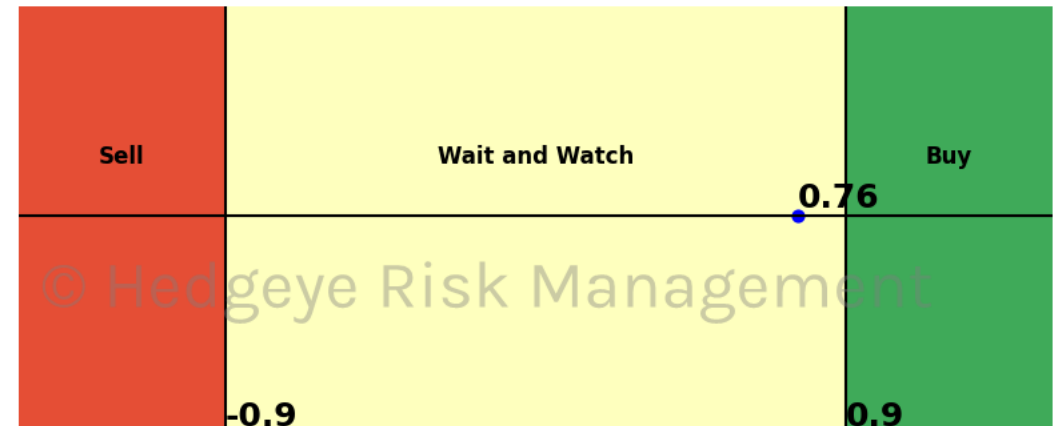 Sell
Wait and Watch
Buy
0.76
© Hedgeye Risk Management
-0.9
0.9